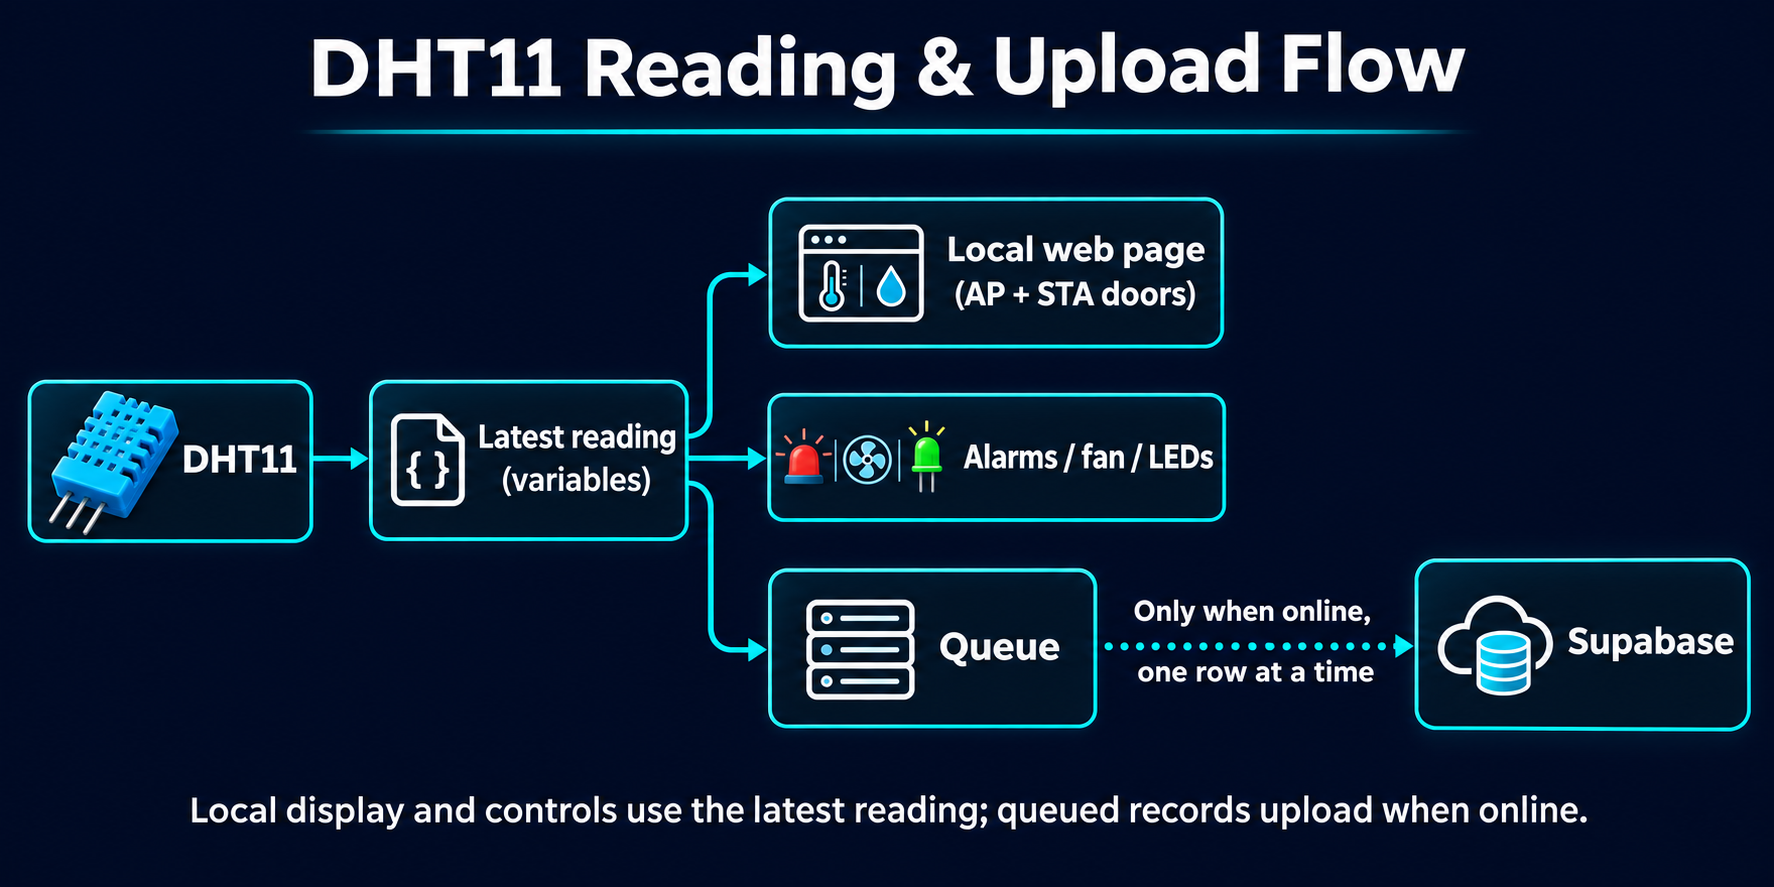 DHT11 Reading & Upload Flow
Local web page
(AP + STA doors)
DHT11
{ }
Latest reading
(variables)
Alarms / fan / LEDs
Queue
Only when online,
one row at a time
Supabase
Local display and controls use the latest reading; queued records upload when online.